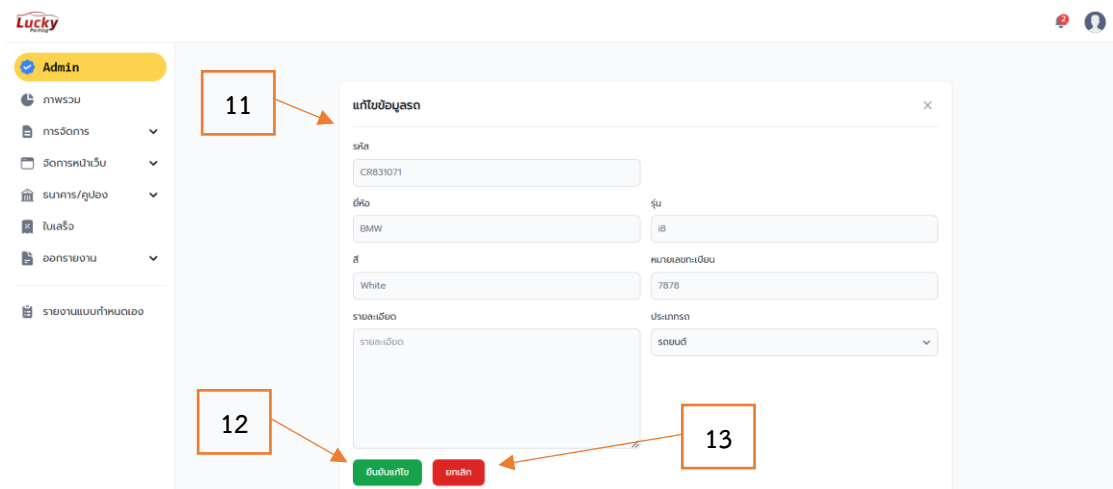 Lucky
Parking
2
Admin
ภาพรวม
การจัดการ
จัดการหน้าเว็บ
ธนาคาร/คูปอง
ใบเสร็จ
ออกรายงาน
รายงานแบบกำหนดเอง
11
แก้ไขข้อมูลรถ
รหัส
CR831071
ยี่ห้อ
รุ่น
BMW
i8
สี
หมายเลขทะเบียน
White
7878
รายละเอียด
ประเภทรถ
รายละเอียด
รถยนต์
12
13
ยืนยันแก้ไข
ยกเลิก